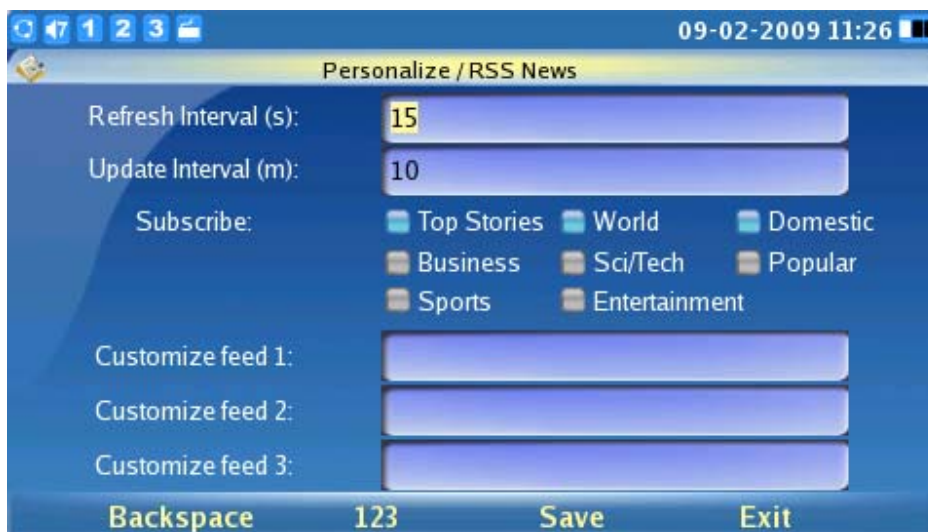 7 1 2 3 09-02-2009 11:26
Personalize / RSS News
Refresh Interval (s): 15
Update Interval (m): 10
Subscribe: Top Stories World Domestic
Business Sci/Tech Popular
Sports Entertainment
Customize feed 1:
Customize feed 2:
Customize feed 3:
Backspace 123 Save Exit